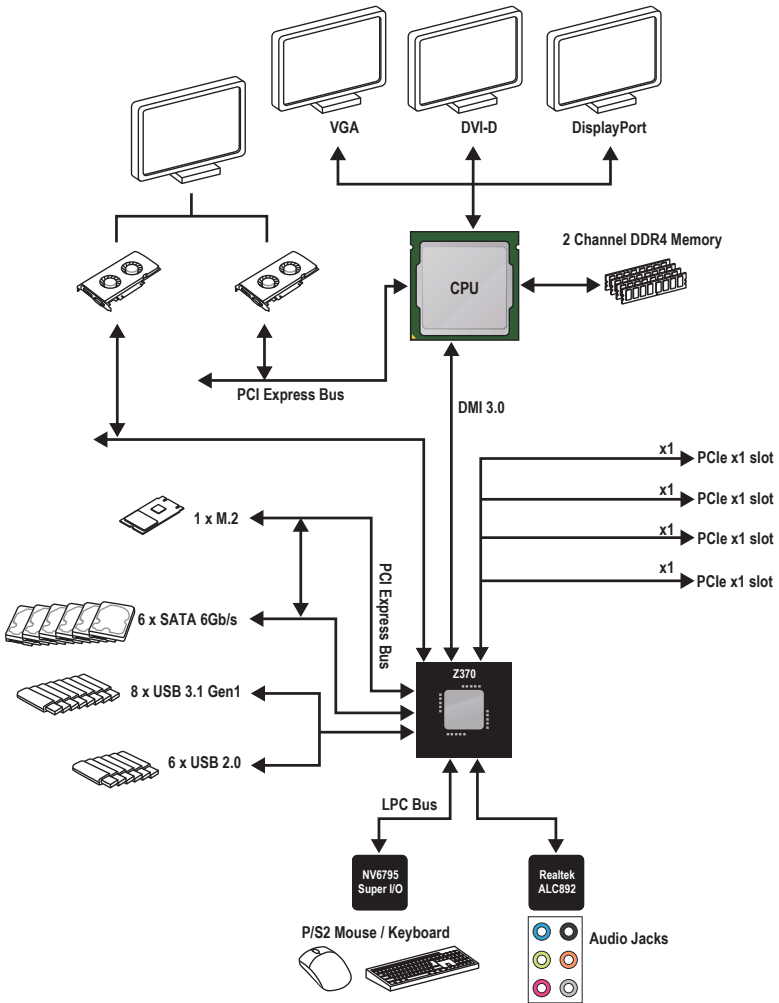 VGA
DVI-D
DisplayPort
2 Channel DDR4 Memory
CPU
PCI Express Bus
DMI 3.0
x1
PCIe x1 slot
x1
PCIe x1 slot
x1
PCIe x1 slot
x1
PCIe x1 slot
1 x M.2
PCI Express Bus
6 x SATA 6Gb/s
Z370
8 x USB 3.1 Gen1
6 x USB 2.0
LPC Bus
NV6795
Super I/O
Realtek
ALC892
P/S2 Mouse / Keyboard
Audio Jacks